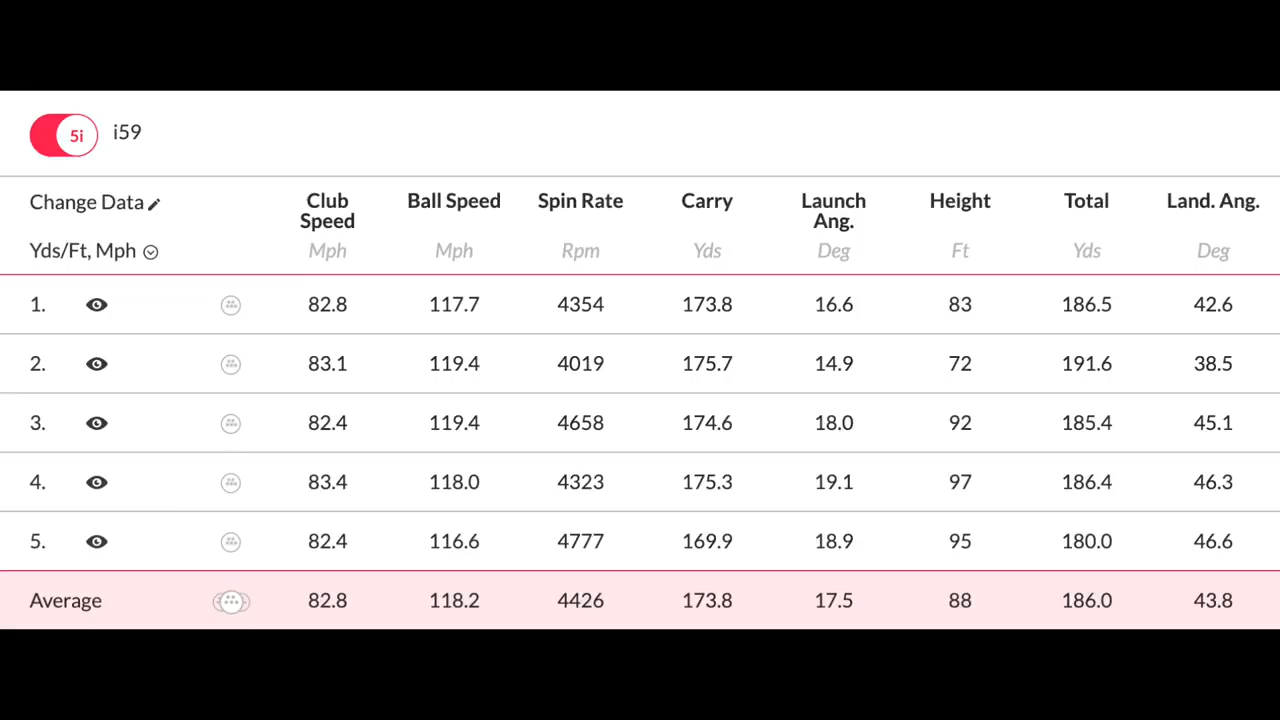 5i i59
Change Data Club Speed Ball Speed Spin Rate Carry Launch Ang. Height Total Land. Ang.
Yds/Ft, Mph Mph Mph Rpm Yds Deg Ft Yds Deg
1. 82.8 117.7 4354 173.8 16.6 83 186.5 42.6
2. 83.1 119.4 4019 175.7 14.9 72 191.6 38.5
3. 82.4 119.4 4658 174.6 18.0 92 185.4 45.1
4. 83.4 118.0 4323 175.3 19.1 97 186.4 46.3
5. 82.4 116.6 4777 169.9 18.9 95 180.0 46.6
Average 82.8 118.2 4426 173.8 17.5 88 186.0 43.8